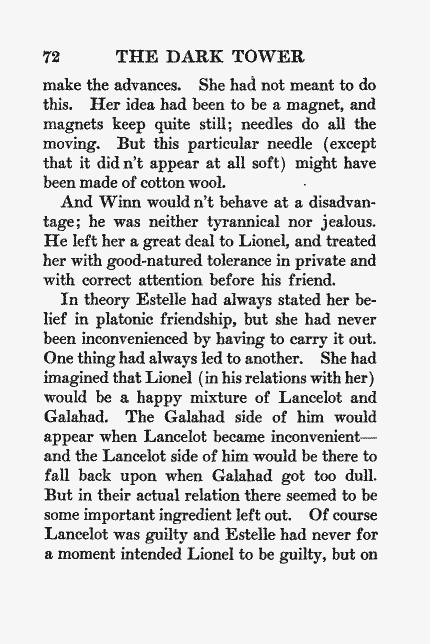 72 THE DARK TOWER
make the advances. She had not meant to do
this. Her idea had been to be a magnet, and
magnets keep quite still; needles do all the
moving. But this particular needle (except
that it did n't appear at all soft) might have
been made of cotton wool.
And Winn would n't behave at a disadvan-
tage; he was neither tyrannical nor jealous.
He left her a great deal to Lionel, and treated
her with good-natured tolerance in private and
with correct attention before his friend.
In theory Estelle had always stated her be-
lief in platonic friendship, but she had never
been inconvenienced by having to carry it out.
One thing had always led to another. She had
imagined that Lionel (in his relations with her)
would be a happy mixture of Lancelot and
Galahad. The Galahad side of him would
appear when Lancelot became inconvenient—
and the Lancelot side of him would be there to
fall back upon when Galahad got too dull.
But in their actual relation there seemed to be
some important ingredient left out. Of course
Lancelot was guilty and Estelle had never for
a moment intended Lionel to be guilty, but on